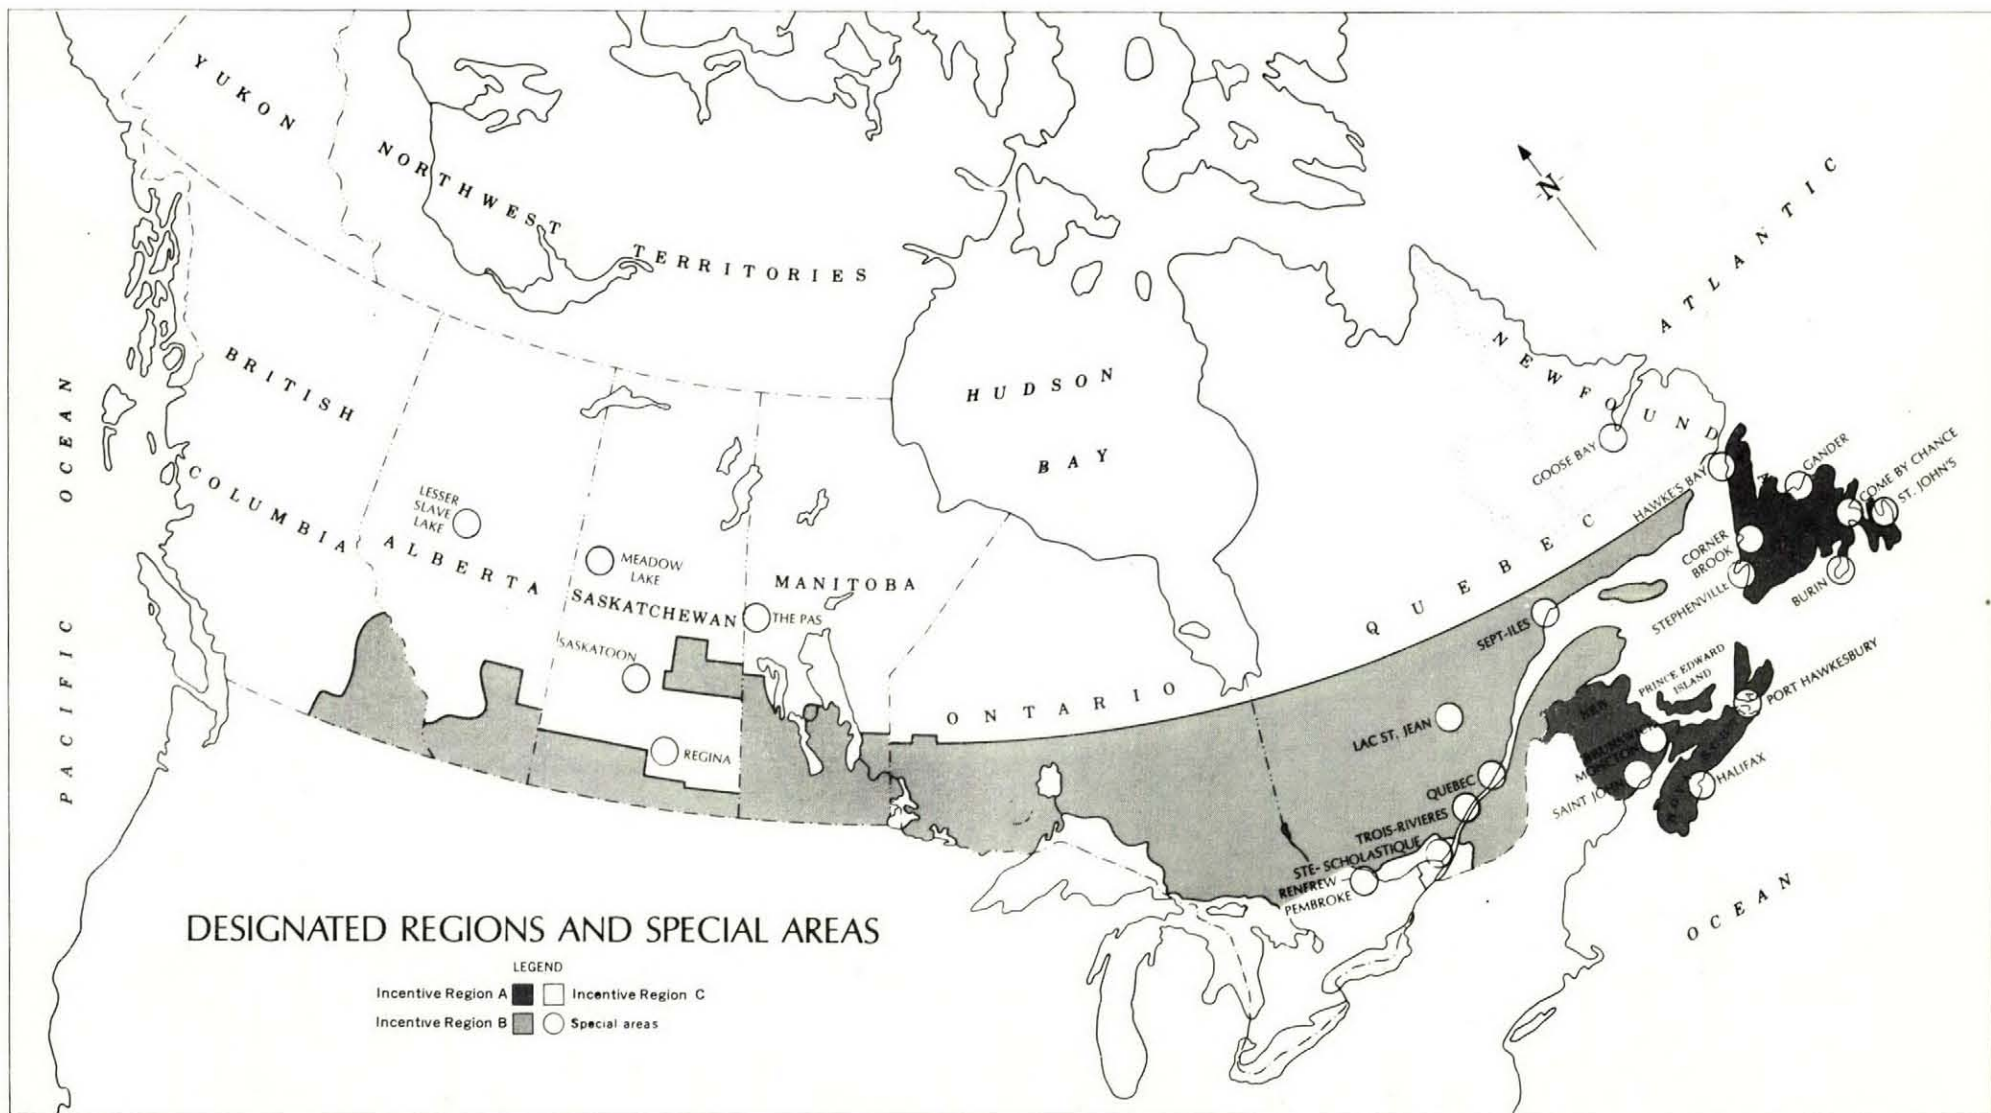 YUKON
NORTHWEST
TERRITORIES
N
ATLANTIC
BRITISH
COLUMBIA
PACIFIC
OCEAN
HUDSON
BAY
NEWFOUND
GOOSE BAY
HAWKE'S BAY
GANDER
COME BY CHANCE
ST. JOHN'S
CORNER
BROOK
STEPHENVILLE
BURIN
LESSER
SLAVE
LAKE
ALBERTA
MEADOW
LAKE
SASKATCHEWAN
MANITOBA
THE PAS
SASKATOON
REGINA
ONTARIO
QUEBEC
SEPT-ILES
PRINCE EDWARD
ISLAND
PORT HAWKESBURY
NEW
BRUNSWICK
MONCTON
SAINT JOHN
HALIFAX
LAC ST. JEAN
QUEBEC
TROIS-RIVIERES
STE- SCHOLASTIQUE
RENFREW
PEMBROKE
OCEAN
DESIGNATED REGIONS AND SPECIAL AREAS
LEGEND
Incentive Region A
Incentive Region C
Incentive Region B
Special areas